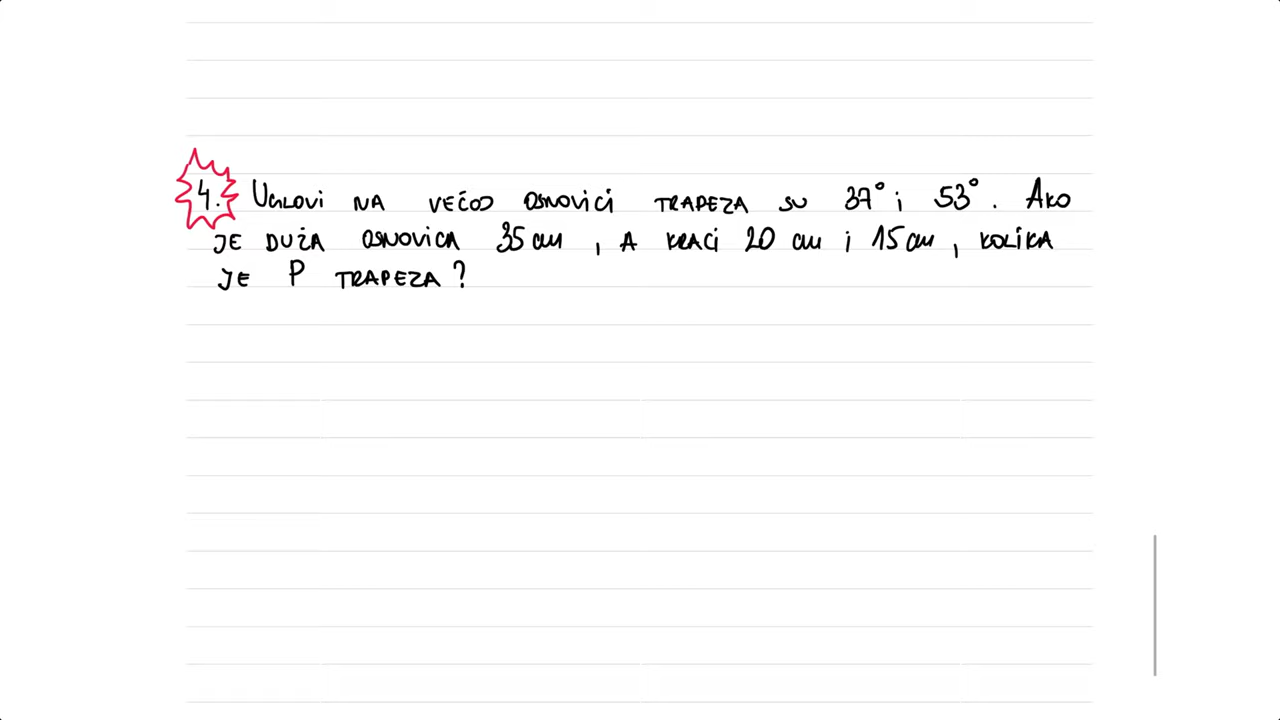 4. UGLOVI NA VEĆOJ OSNOVICI TRAPEZA SU 37° i 53°. AKO
JE DUŽA OSNOVICA 35 cm, A KRACI 20 cm i 15 cm, KOLIKA
JE P TRAPEZA?